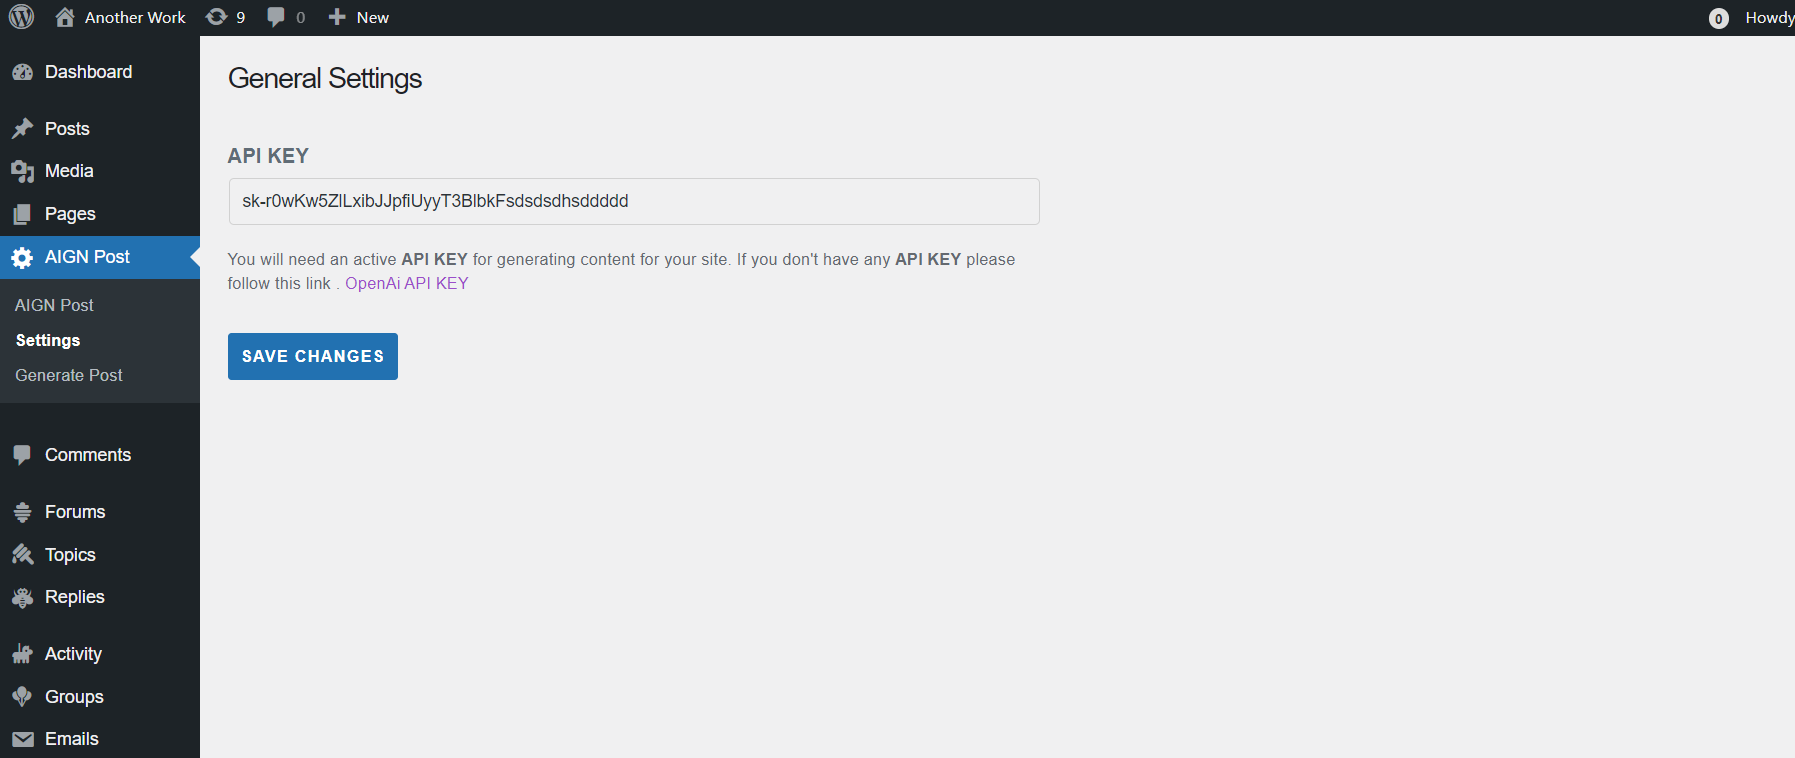 Another Work 9 0 New 0 Howdy
Dashboard
Posts
Media
Pages
AIGN Post
AIGN Post
Settings
Generate Post
Comments
Forums
Topics
Replies
Activity
Groups
Emails
General Settings
API KEY
sk-r0wKw5ZlLxibJJpfiUyyT3BlbkFsdsdsdhsddddd
You will need an active API KEY for generating content for your site. If you don't have any API KEY please
follow this link . OpenAi API KEY
SAVE CHANGES